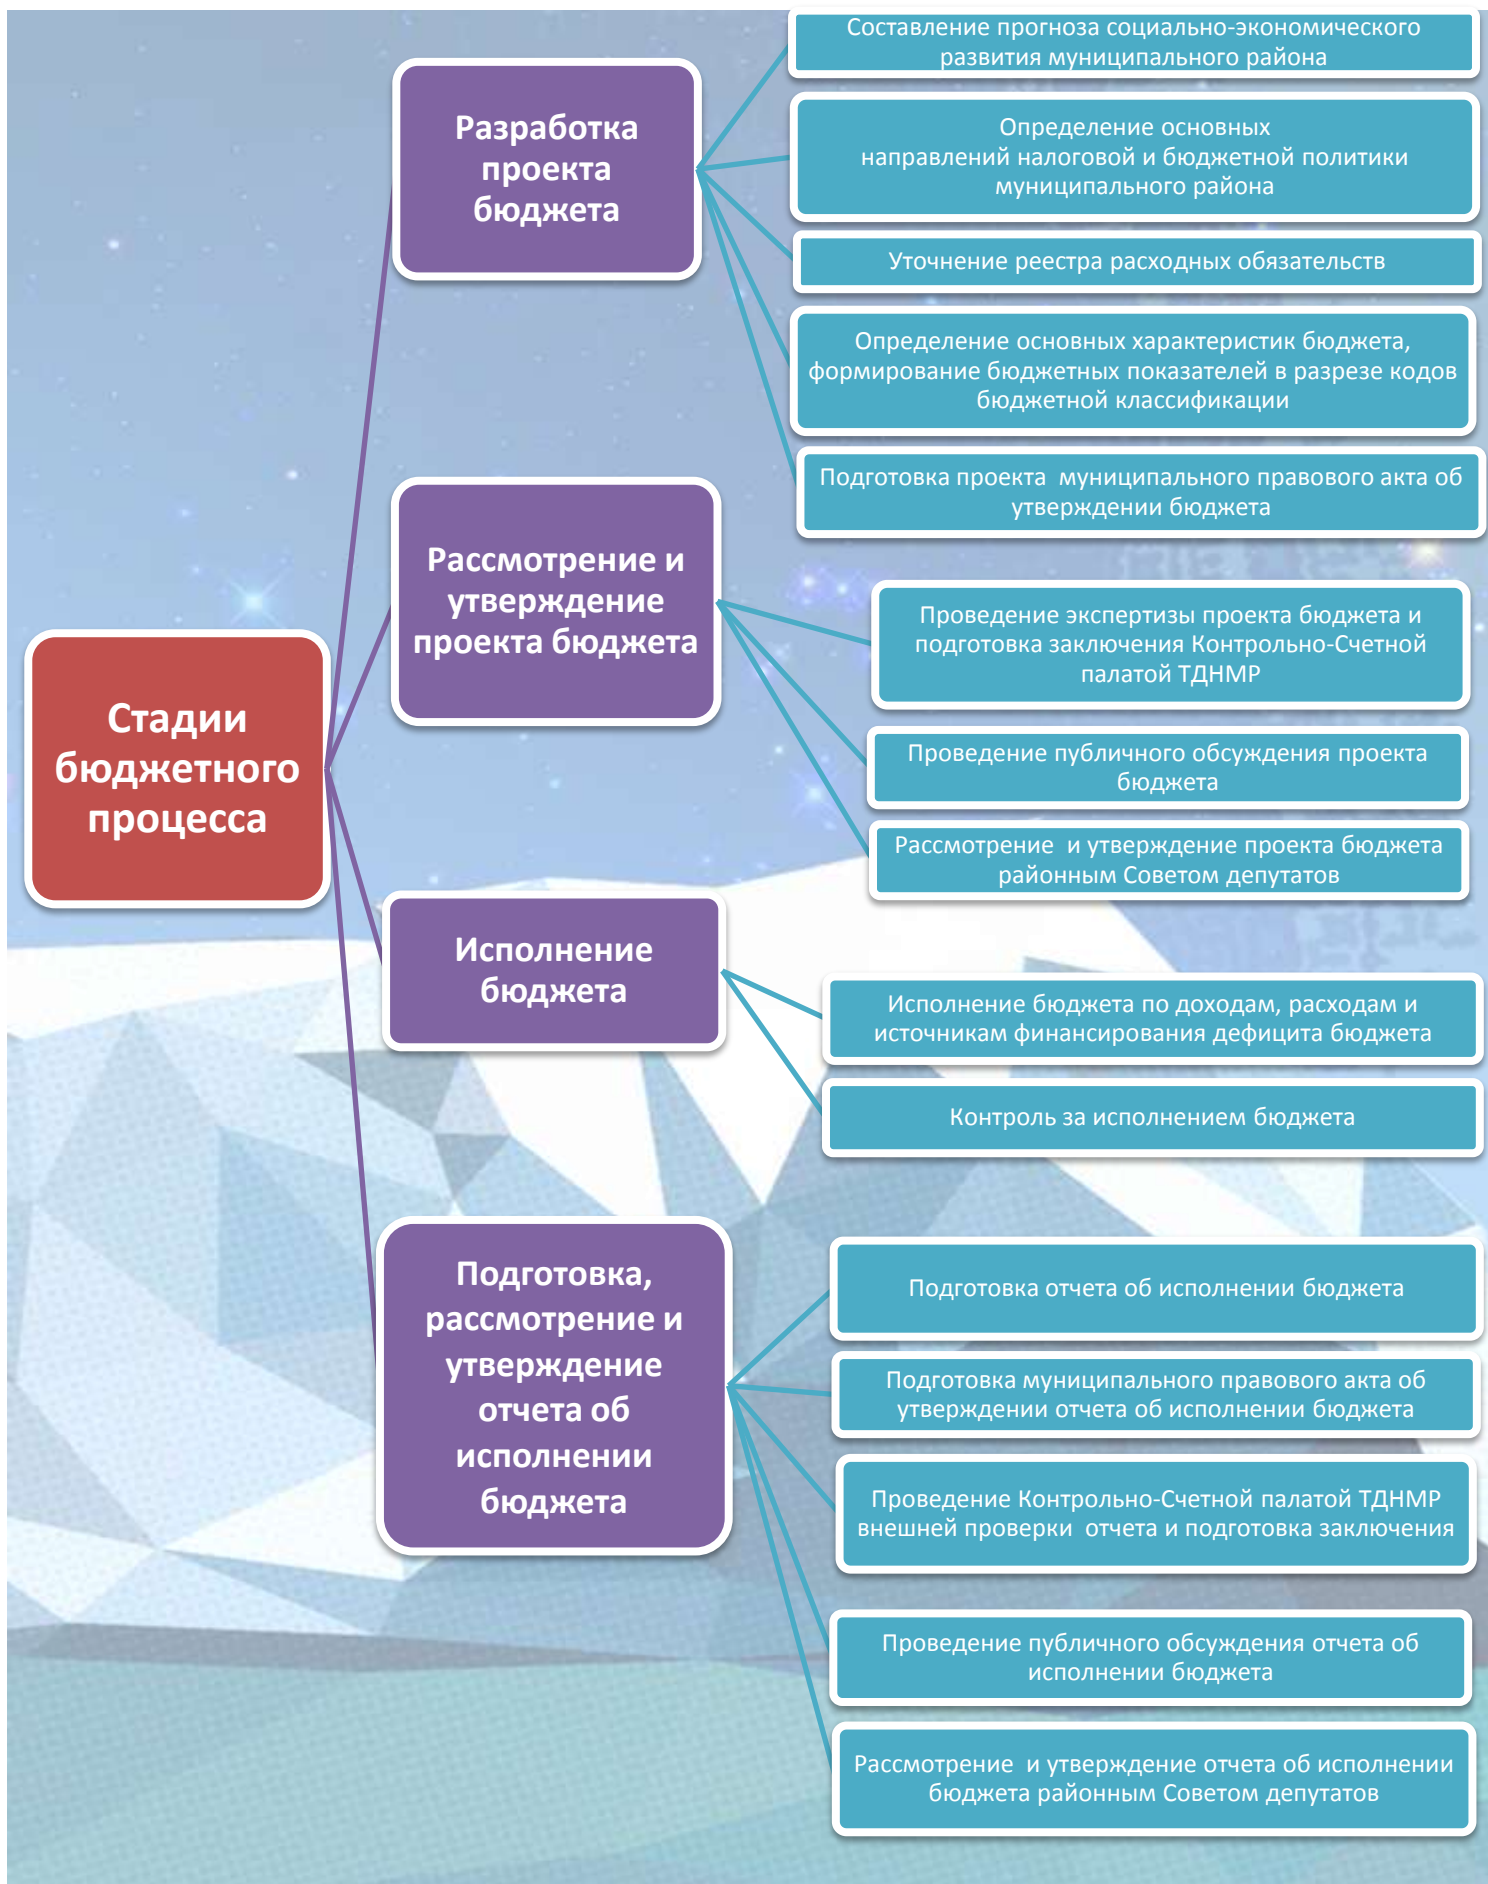 Стадии
бюджетного
процесса
Разработка
проекта
бюджета
Составление прогноза социально-экономического
развития муниципального района
Определение основных
направлений налоговой и бюджетной политики
муниципального района
Уточнение реестра расходных обязательств
Определение основных характеристик бюджета,
формирование бюджетных показателей в разрезе кодов
бюджетной классификации
Подготовка проекта муниципального правового акта об
утверждении бюджета
Рассмотрение и
утверждение
проекта бюджета
Проведение экспертизы проекта бюджета и
подготовка заключения Контрольно-Счетной
палатой ТДНМР
Проведение публичного обсуждения проекта
бюджета
Рассмотрение и утверждение проекта бюджета
районным Советом депутатов
Исполнение
бюджета
Исполнение бюджета по доходам, расходам и
источникам финансирования дефицита бюджета
Контроль за исполнением бюджета
Подготовка,
рассмотрение и
утверждение
отчета об
исполнении
бюджета
Подготовка отчета об исполнении бюджета
Подготовка муниципального правового акта об
утверждении отчета об исполнении бюджета
Проведение Контрольно-Счетной палатой ТДНМР
внешней проверки отчета и подготовка заключения
Проведение публичного обсуждения отчета об
исполнении бюджета
Рассмотрение и утверждение отчета об исполнении
бюджета районным Советом депутатов